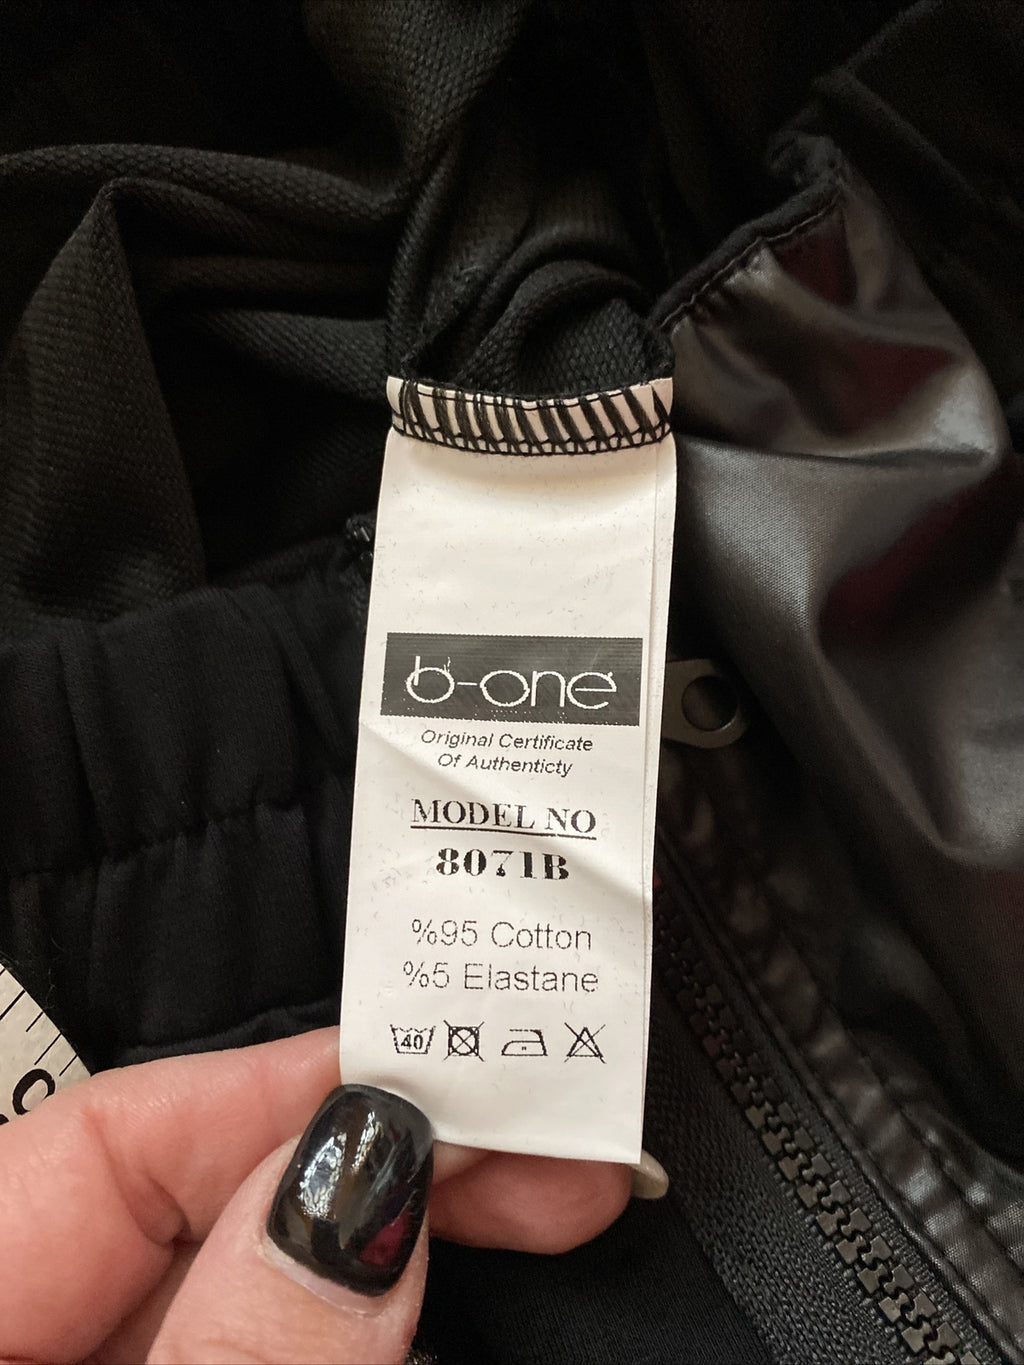 b-one
Original Certificate
Of Authenticty
MODEL NO
8071B
%95 Cotton
%5 Elastane
40